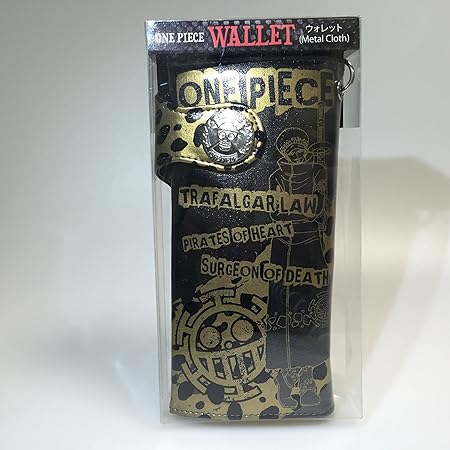 ONE PIECE WALLET ウォレット
(Metal Cloth)
ONE PIECE
TRAFALGAR.LAW
PIRATES OF HEART
SURGEON OF DEATH